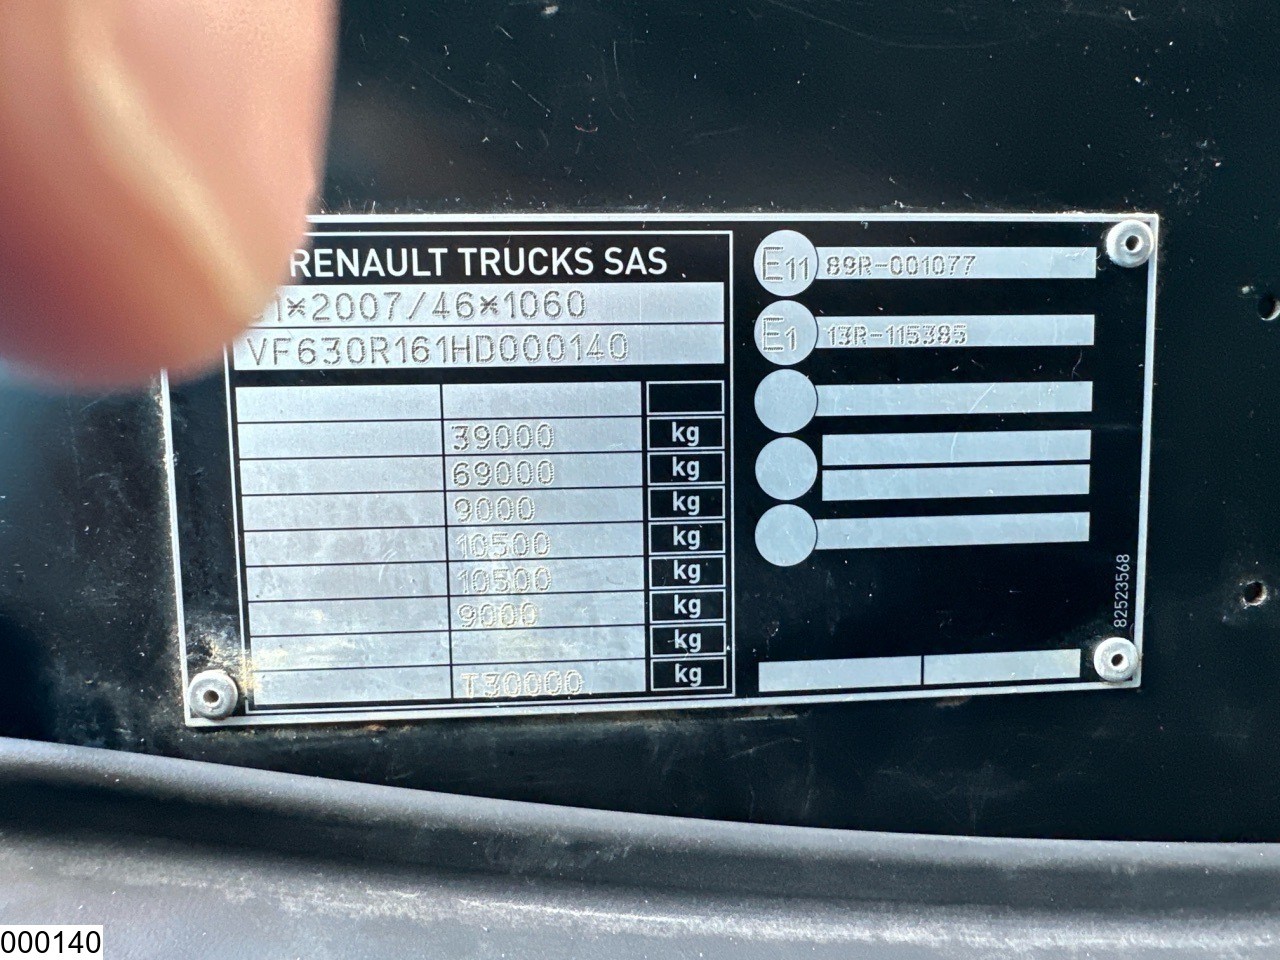 RENAULT TRUCKS SAS
1*2007/46*1060
VF630R161HD000140
39000 kg
69000 kg
9000 kg
10500 kg
10500 kg
9000 kg
kg
T30000 kg
E11 89R-001077
E1 13R-115385
82523568
000140